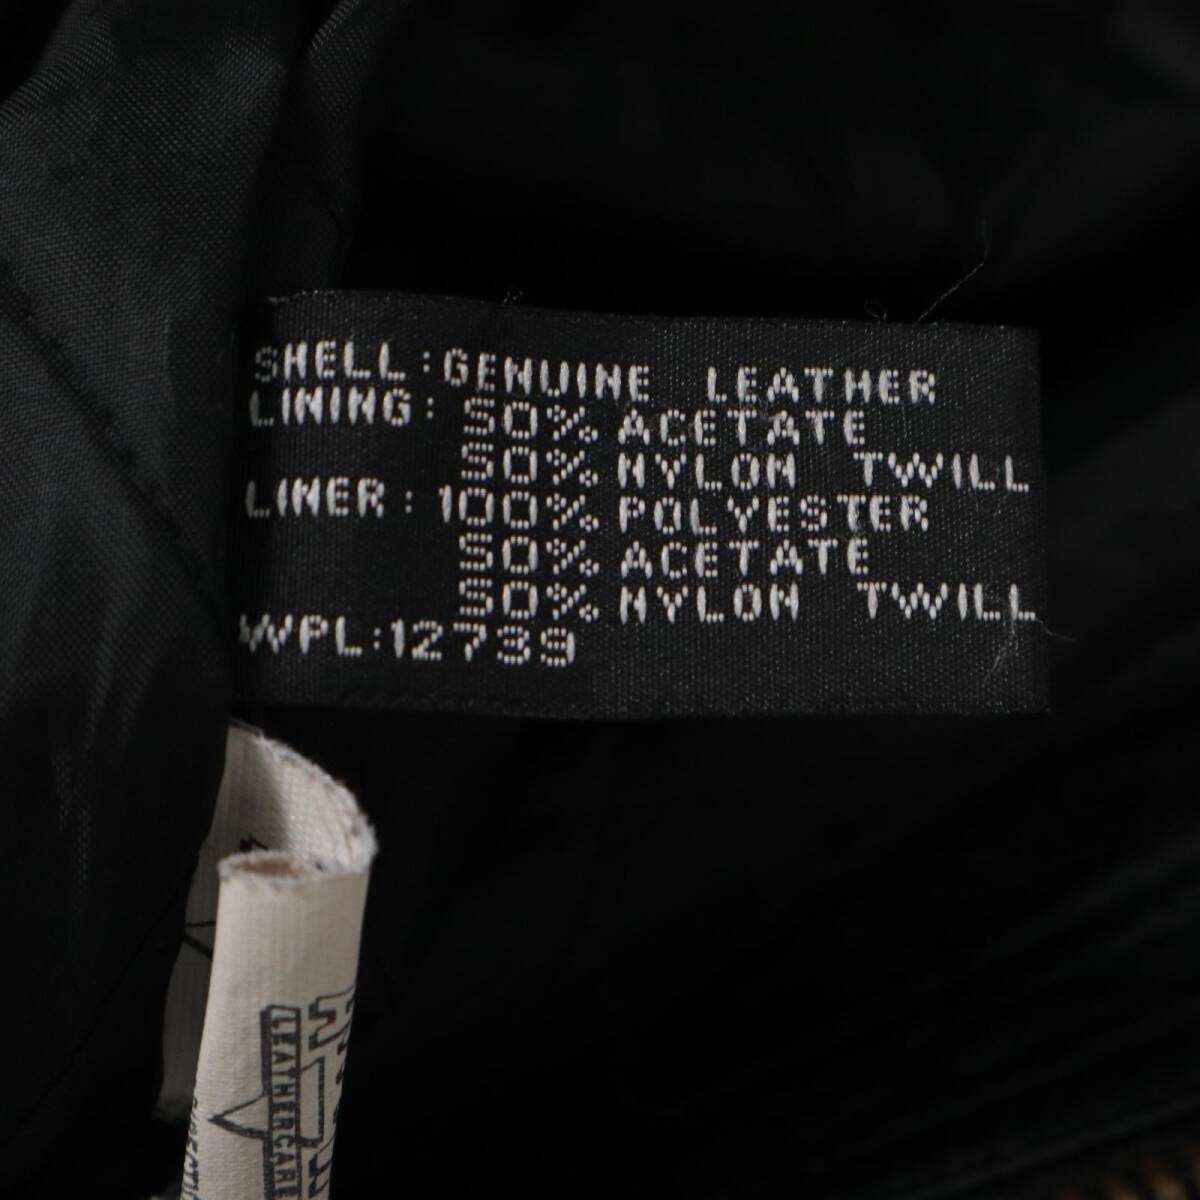 SHELL: GENUINE LEATHER
LINING: 50% ACETATE
50% NYLON TWILL
LINER: 100% POLYESTER
50% ACETATE
50% NYLON TWILL
WPL: 12739
LEATHERCARE